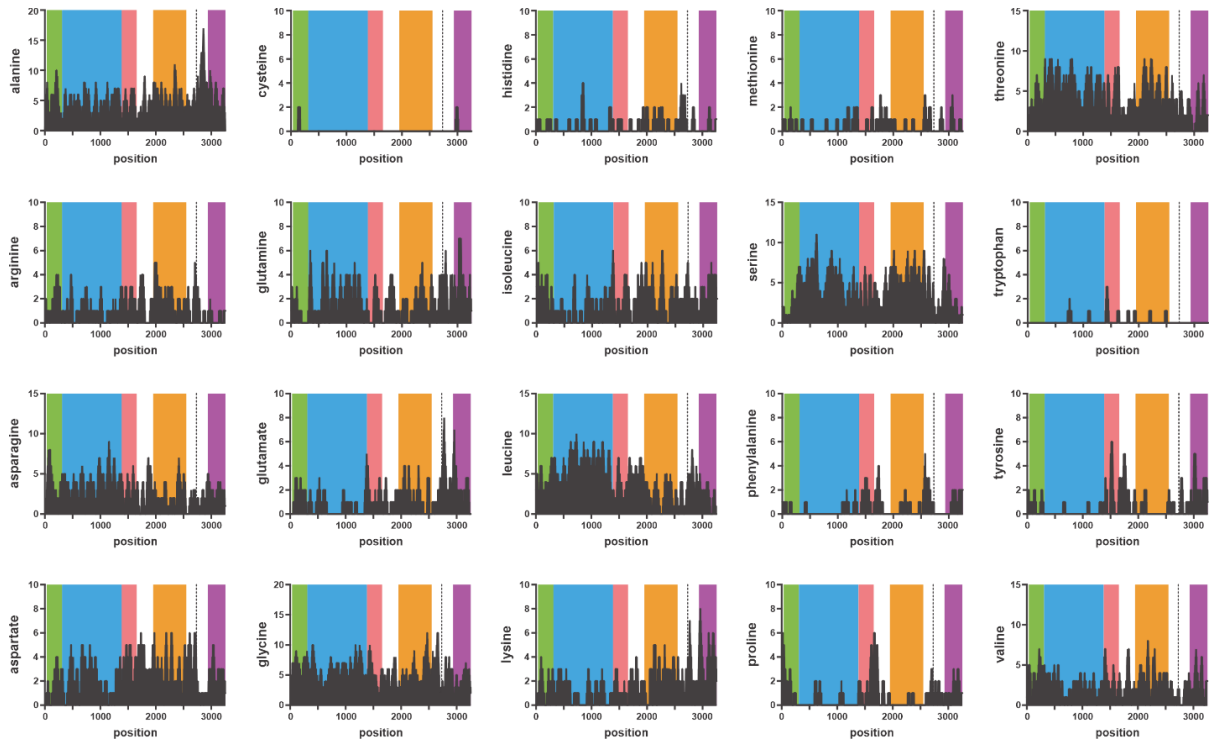 alanine
20
15
10
5
0
0 1000 2000 3000
position
cysteine
10
8
6
4
2
0
0 1000 2000 3000
position
histidine
10
8
6
4
2
0
0 1000 2000 3000
position
methionine
10
8
6
4
2
0
0 1000 2000 3000
position
threonine
15
10
5
0
0 1000 2000 3000
position
arginine
10
8
6
4
2
0
0 1000 2000 3000
position
glutamine
10
8
6
4
2
0
0 1000 2000 3000
position
isoleucine
10
8
6
4
2
0
0 1000 2000 3000
position
serine
15
10
5
0
0 1000 2000 3000
position
tryptophan
10
8
6
4
2
0
0 1000 2000 3000
position
asparagine
15
10
5
0
0 1000 2000 3000
position
glutamate
10
8
6
4
2
0
0 1000 2000 3000
position
leucine
15
10
5
0
0 1000 2000 3000
position
phenylalanine
10
8
6
4
2
0
0 1000 2000 3000
position
tyrosine
10
8
6
4
2
0
0 1000 2000 3000
position
aspartate
10
8
6
4
2
0
0 1000 2000 3000
position
glycine
20
15
10
5
0
0 1000 2000 3000
position
lysine
10
8
6
4
2
0
0 1000 2000 3000
position
proline
10
8
6
4
2
0
0 1000 2000 3000
position
valine
15
10
5
0
0 1000 2000 3000
position